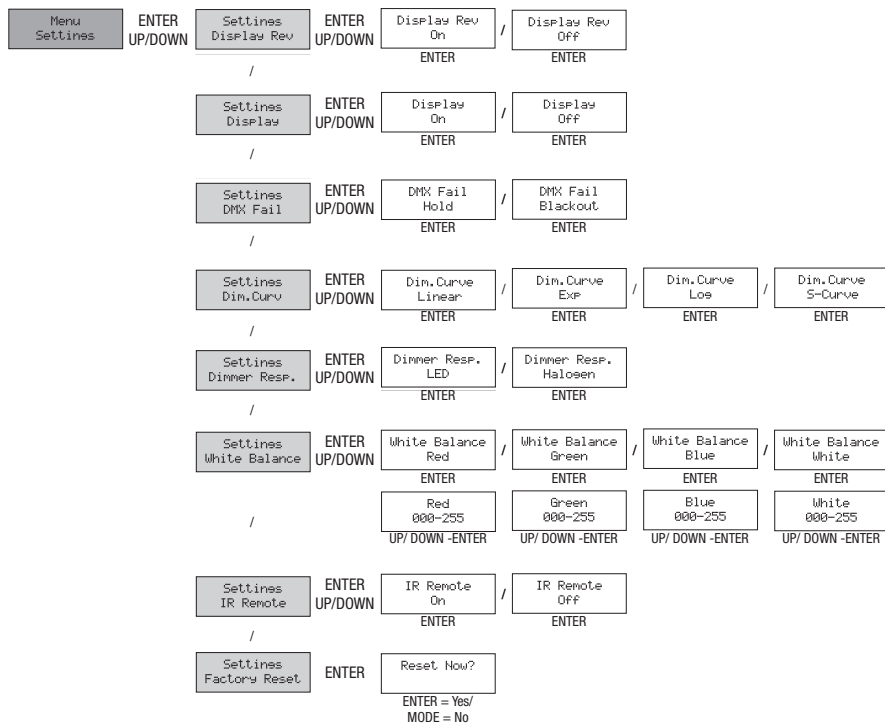 Menu
Settings
ENTER
UP/DOWN
Settings
Display Rev
ENTER
UP/DOWN
Display Rev
On
ENTER
/
Display Rev
Off
ENTER
/
Settings
Display
ENTER
UP/DOWN
Display
On
ENTER
/
Display
Off
ENTER
/
Settings
DMX Fail
ENTER
UP/DOWN
DMX Fail
Hold
ENTER
/
DMX Fail
Blackout
ENTER
/
Settings
Dim.Curv
ENTER
UP/DOWN
Dim.Curve
Linear
ENTER
/
Dim.Curve
Exp
ENTER
/
Dim.Curve
Log
ENTER
/
Dim.Curve
S-Curve
ENTER
/
Settings
Dimmer Resp.
ENTER
UP/DOWN
Dimmer Resp.
LED
ENTER
/
Dimmer Resp.
Halogen
ENTER
/
Settings
White Balance
ENTER
UP/DOWN
White Balance
Red
ENTER
/
White Balance
Green
ENTER
/
White Balance
Blue
ENTER
/
White Balance
White
ENTER
/
Red
000-255
UP/ DOWN -ENTER
Green
000-255
UP/ DOWN -ENTER
Blue
000-255
UP/ DOWN -ENTER
White
000-255
UP/ DOWN -ENTER
Settings
IR Remote
ENTER
UP/DOWN
IR Remote
On
ENTER
/
IR Remote
Off
ENTER
/
Settings
Factory Reset
ENTER
Reset Now?
ENTER = Yes/
MODE = No